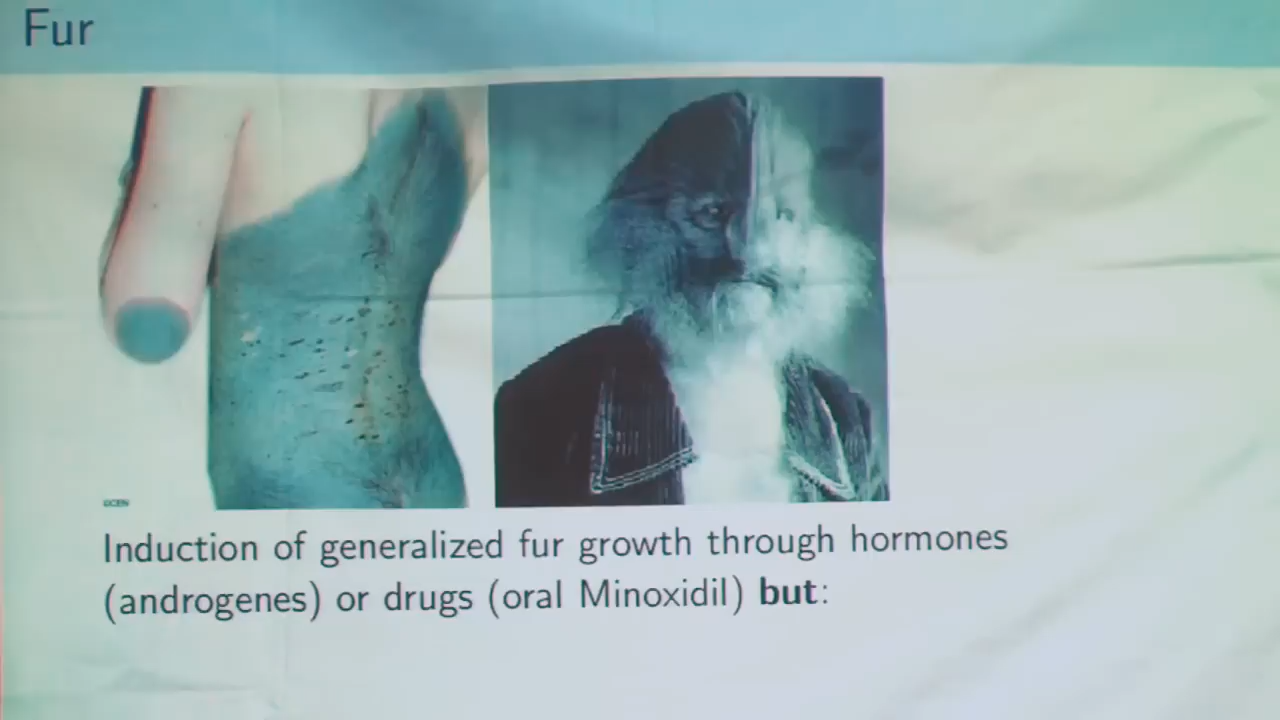 Fur
Induction of generalized fur growth through hormones
(androgenes) or drugs (oral Minoxidil) but: